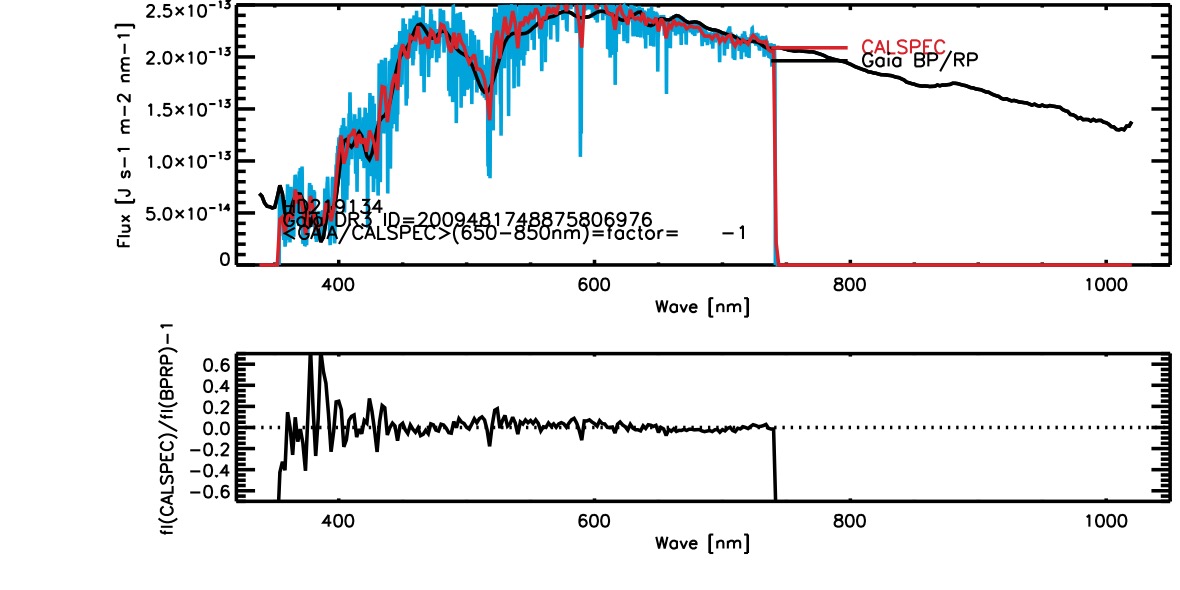 2.5×10−13
2.0×10−13
1.5×10−13
1.0×10−13
5.0×10−14
0
Flux [J s−1 m−2 nm−1]
CALSPEC
Gaia BP/RP
HD219134
Gaia DR3 ID=2009481748875806976
<GAIA/CALSPEC>(650−850nm)=factor= −1
400 600 800 1000
Wave [nm]
fl(CALSPEC)/fl(BPRP)−1
0.6
0.4
0.2
0.0
−0.2
−0.4
−0.6
400 600 800 1000
Wave [nm]